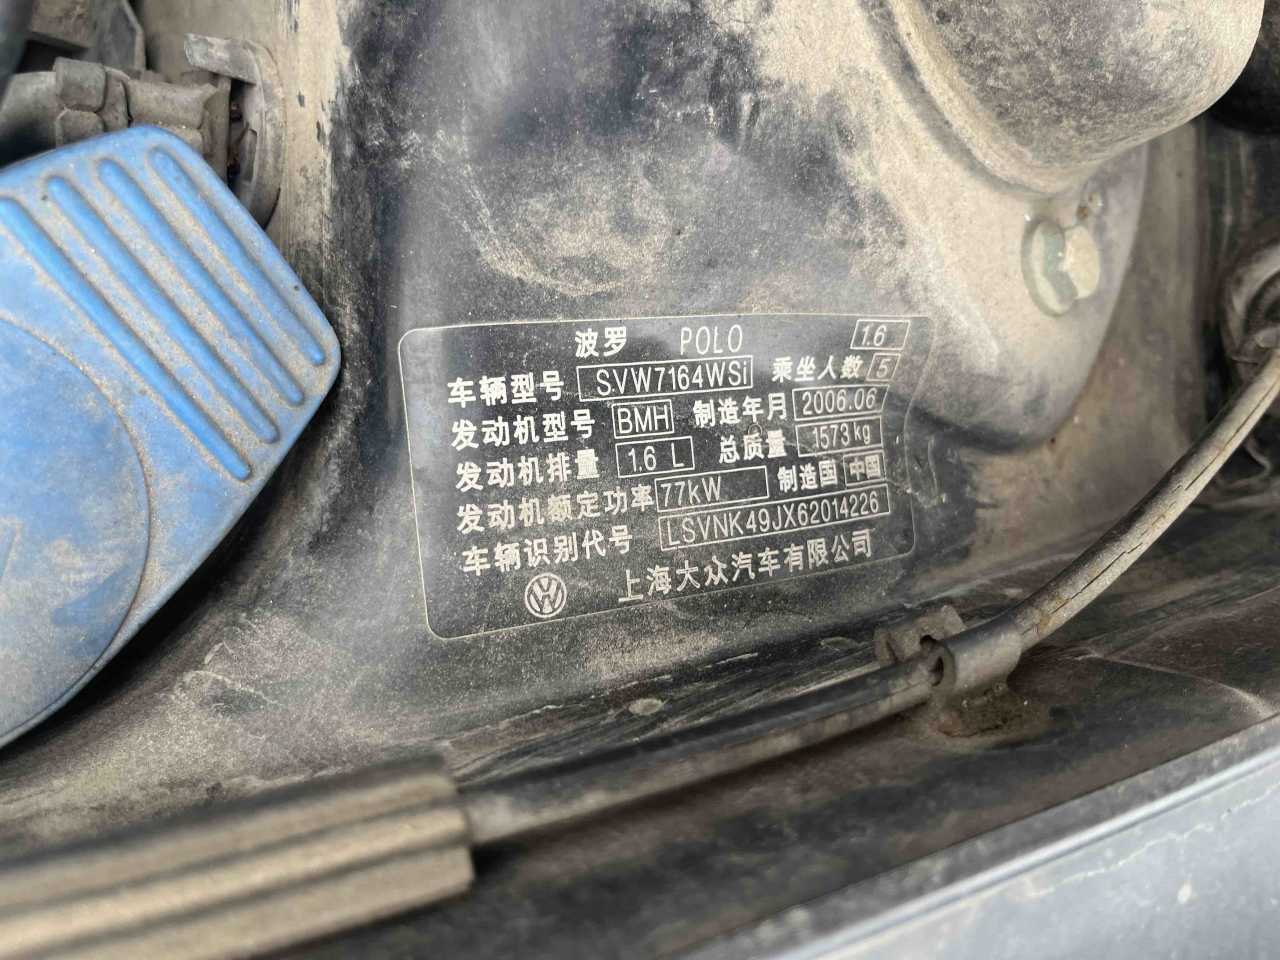 波罗 POLO 1.6
车辆型号 SVW7164WSi 乘坐人数 5
发动机型号 BMH 制造年月 2006.06
发动机排量 1.6 L 总质量 1573kg
发动机额定功率 77kW 制造国 中国
车辆识别代号 LSVNK49JX62014226
上海大众汽车有限公司